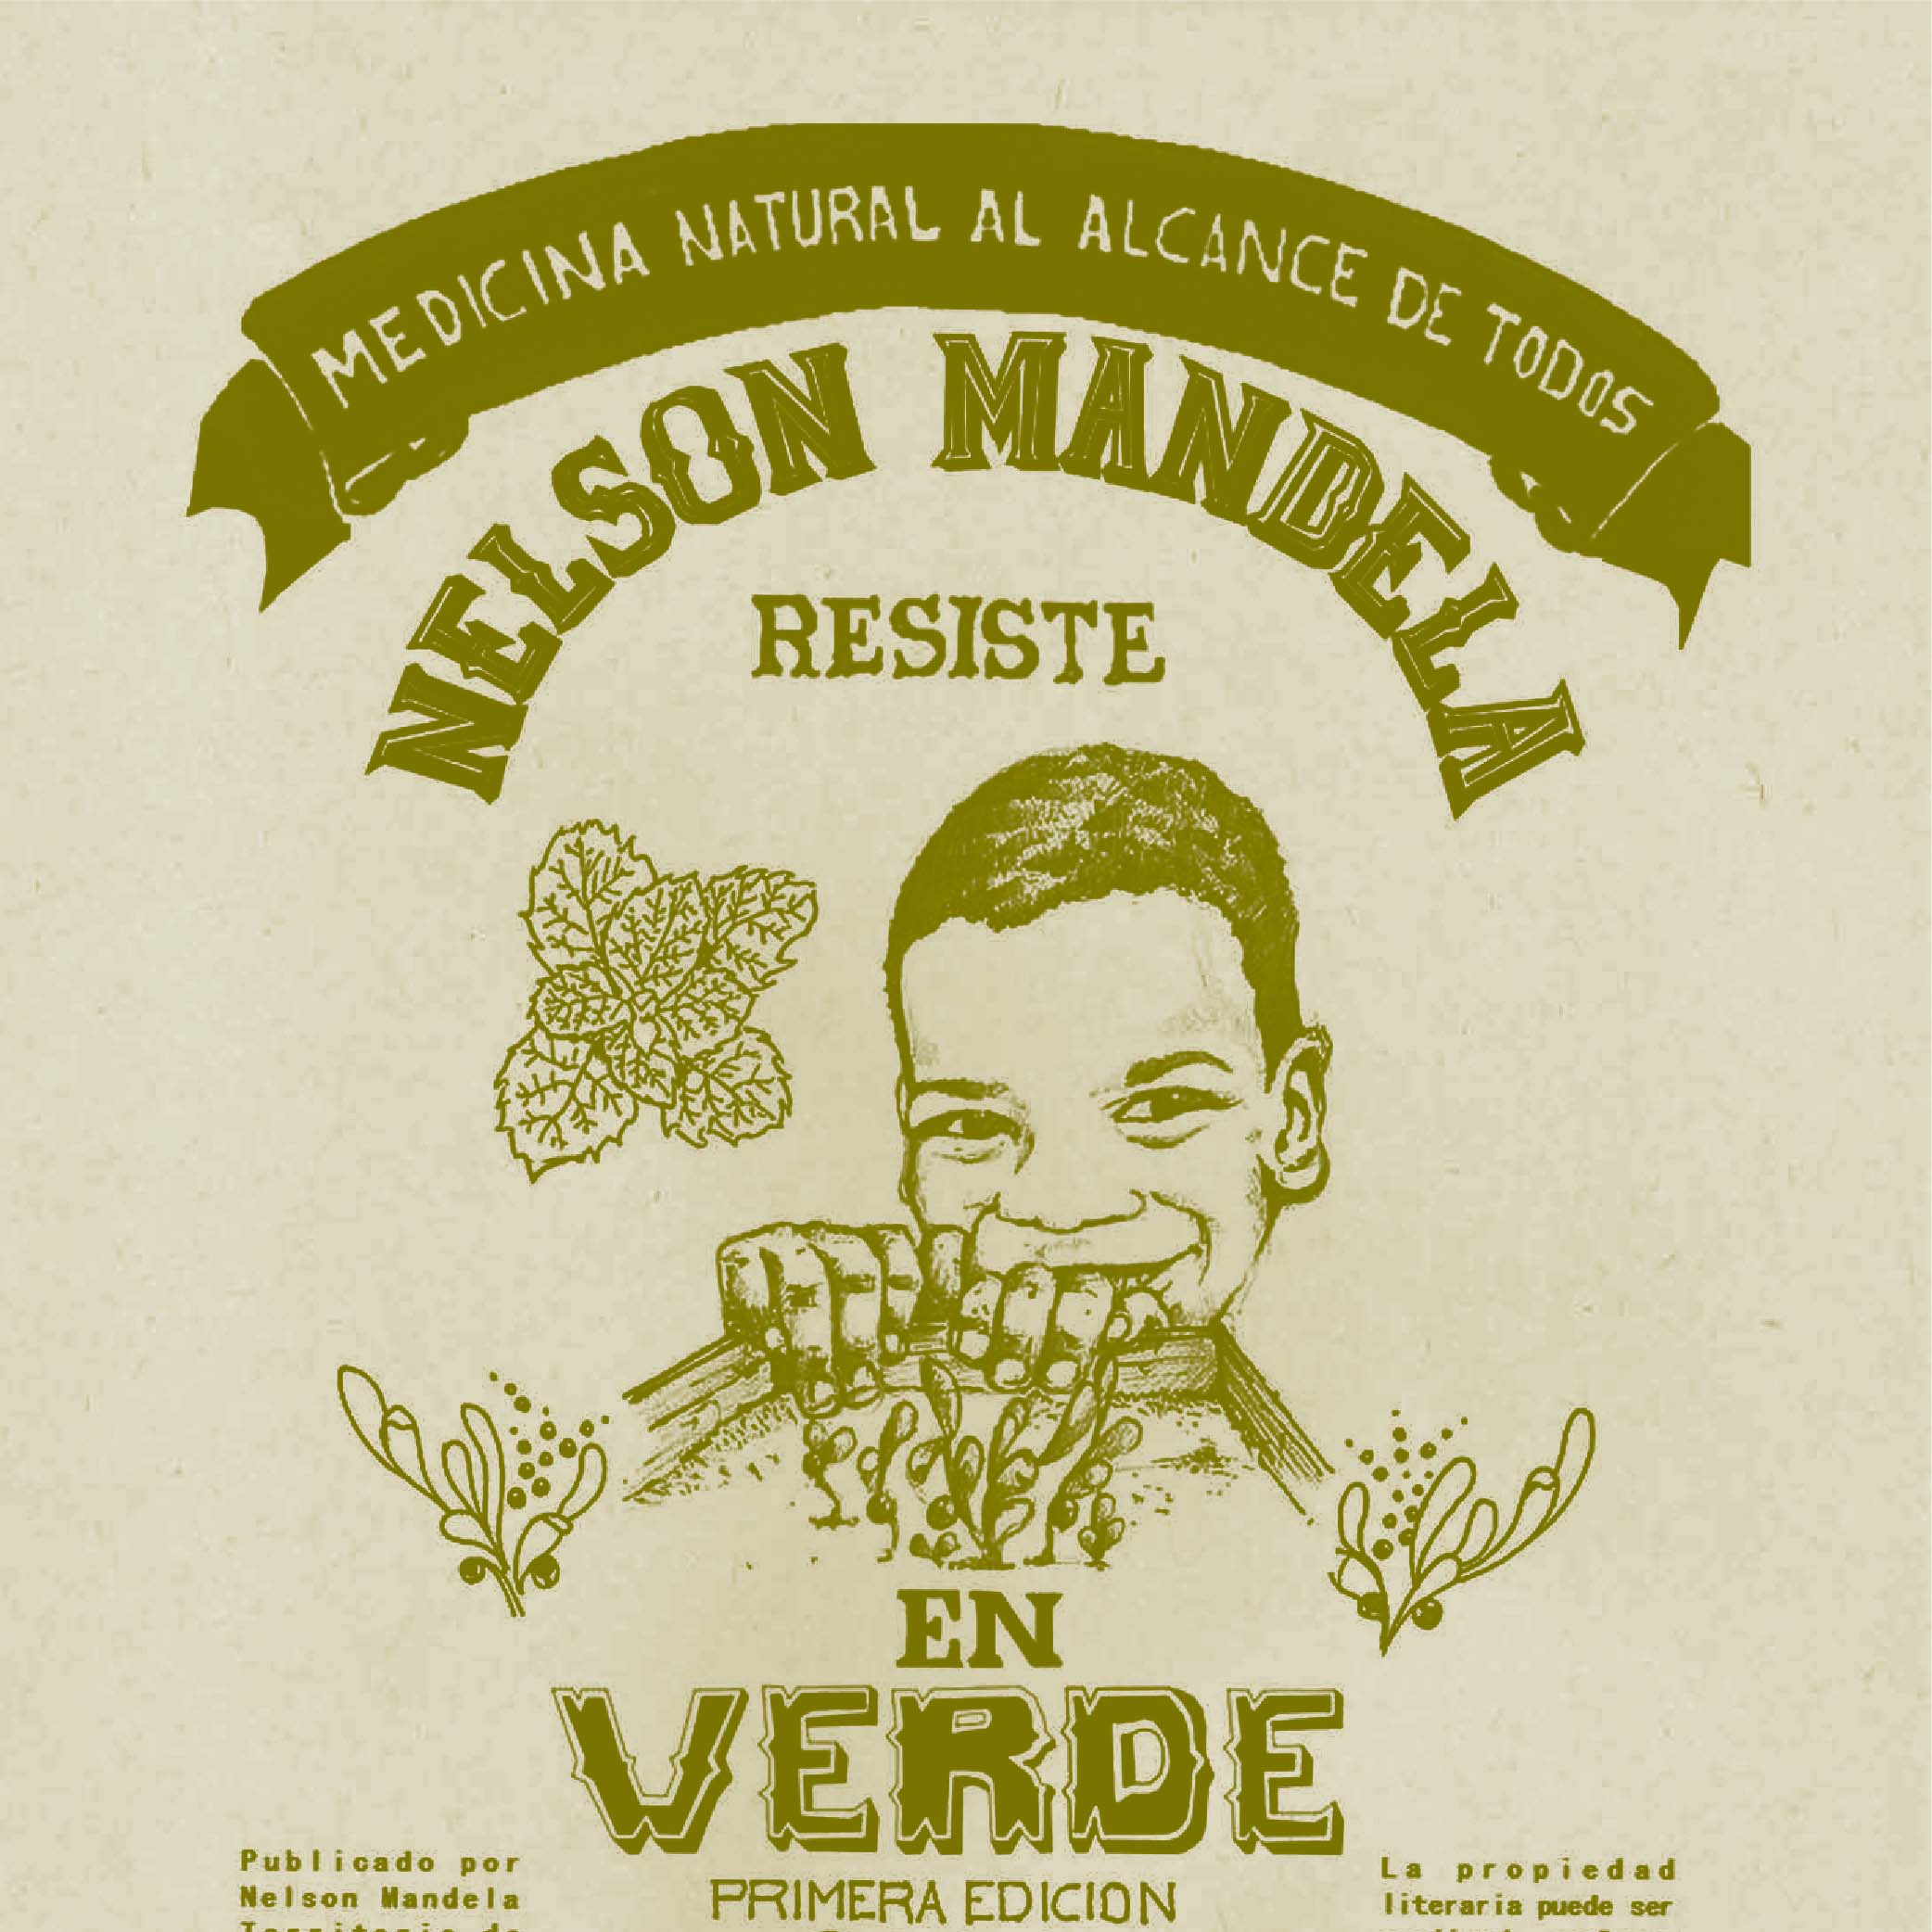 MEDICINA NATURAL AL ALCANCE DE TODOS
NELSON MANDELA
RESISTE
EN
VERDE
PRIMERA EDICION
Publicado por
Nelson Mandela
La propiedad
literaria puede ser